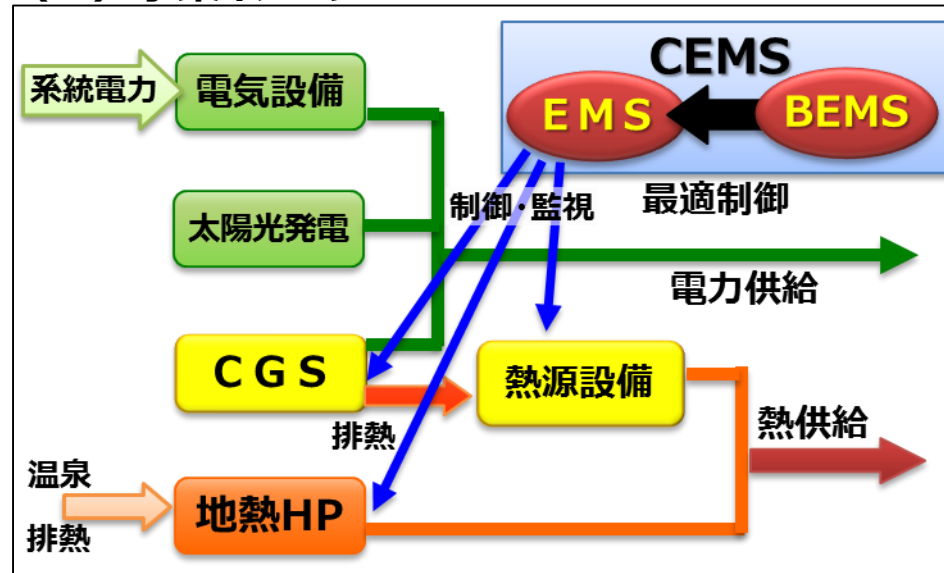 CEMS
EMS
BEMS
系統電力
電気設備
制御･監視
最適制御
太陽光発電
電力供給
CGS
排熱
熱源設備
熱供給
温泉
排熱
地熱HP